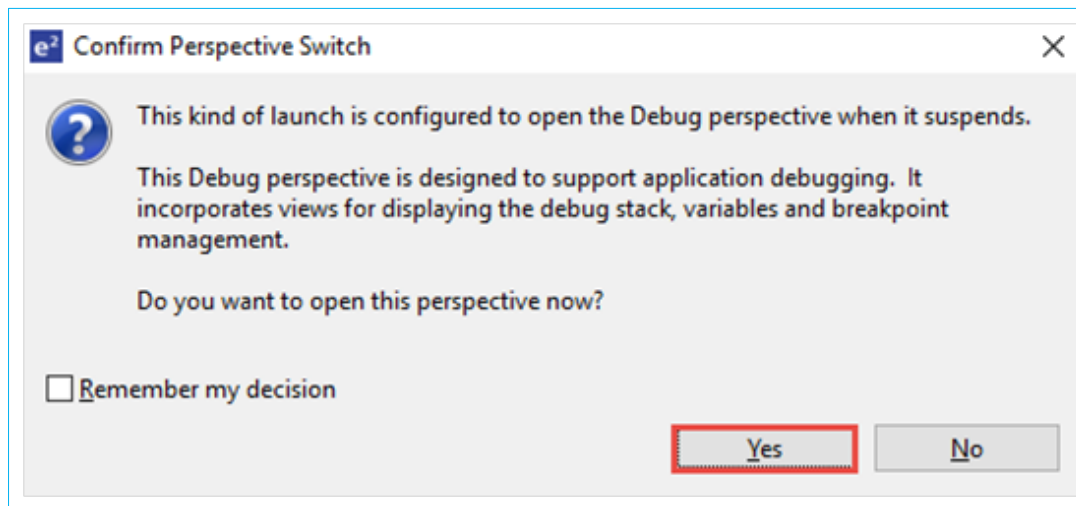 e² Confirm Perspective Switch
This kind of launch is configured to open the Debug perspective when it suspends.
This Debug perspective is designed to support application debugging. It
incorporates views for displaying the debug stack, variables and breakpoint
management.
Do you want to open this perspective now?
Remember my decision
Yes No